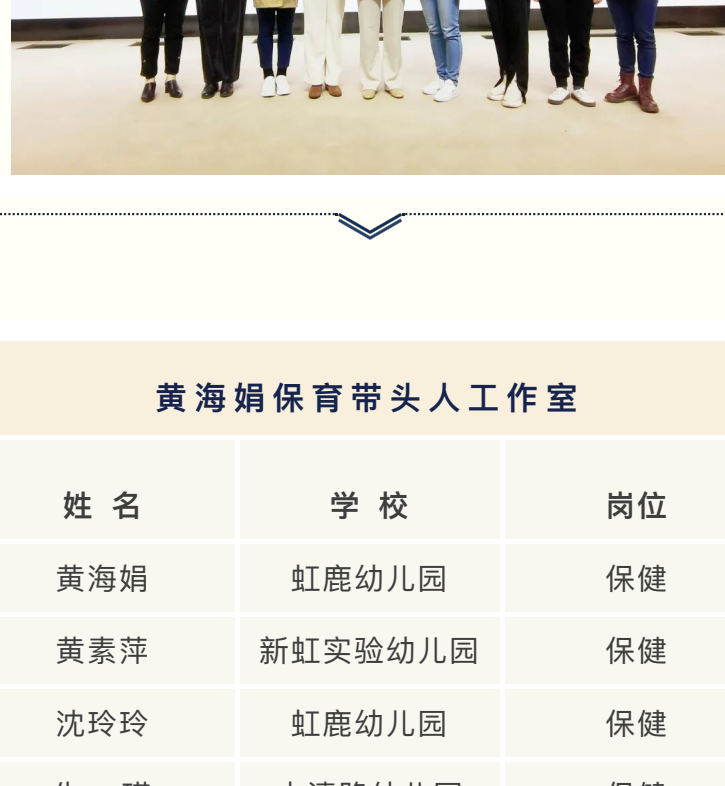 黄海娟保育带头人工作室
姓 名 学 校 岗位
黄海娟 虹鹿幼儿园 保健
黄素萍 新虹实验幼儿园 保健
沈玲玲 虹鹿幼儿园 保健